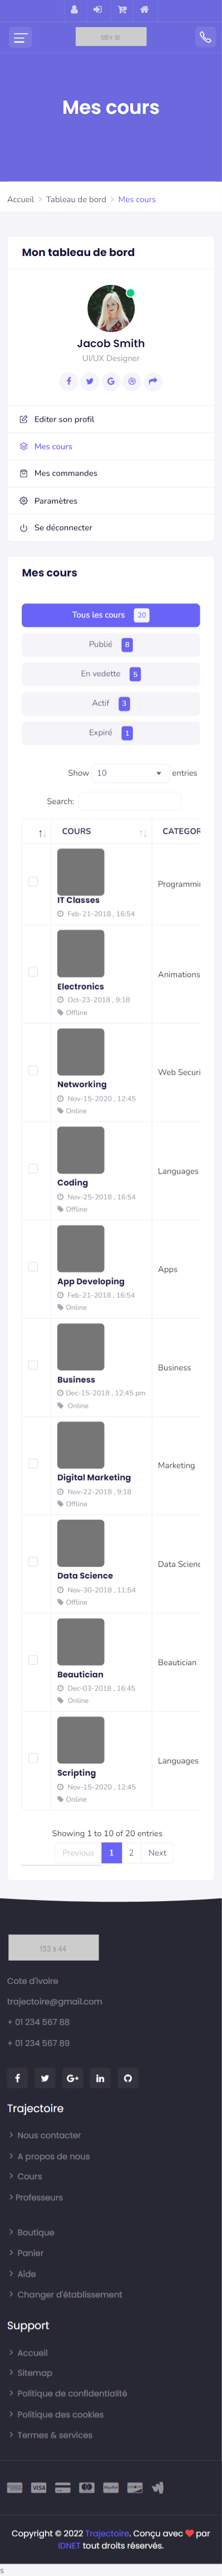 Mes cours
Accueil > Tableau de bord > Mes cours
Mon tableau de bord
Jacob Smith
UI/UX Designer
Editer son profil
Mes cours
Mes commandes
Paramètres
Se déconnecter
Mes cours
Tous les cours 20
Publié 8
En vedette 5
Actif 3
Expiré 1
Show 10 entries
Search:
COURS CATEGOR
IT Classes
Feb-21-2018 , 16:54
Programmin
Electronics
Oct-23-2018 , 9:18
Offline
Animations
Networking
Nov-15-2020 , 12:45
Online
Web Securi
Coding
Nov-25-2018 , 16:54
Offline
Languages
App Developing
Feb-21-2018 , 16:54
Online
Apps
Business
Dec-15-2018 , 12:45 pm
Online
Business
Digital Marketing
Nov-22-2018 , 9:18
Offline
Marketing
Data Science
Nov-30-2018 , 11:54
Offline
Data Scienc
Beautician
Dec-03-2018 , 16:45
Online
Beautician
Scripting
Nov-15-2020 , 12:45
Online
Languages
Showing 1 to 10 of 20 entries
Previous 1 2 Next
153 x 44
Cote d'ivoire
trajectoire@gmail.com
+ 01 234 567 88
+ 01 234 567 89
Trajectoire
Nous contacter
A propos de nous
Cours
Professeurs
Boutique
Panier
Aide
Changer d'établissement
Support
Accueil
Sitemap
Politique de confidentialité
Politique des cookies
Termes & services
VISA
PayPal
Copyright © 2022 Trajectoire. Conçu avec ❤ par
IDNET tout droits réservés.
s